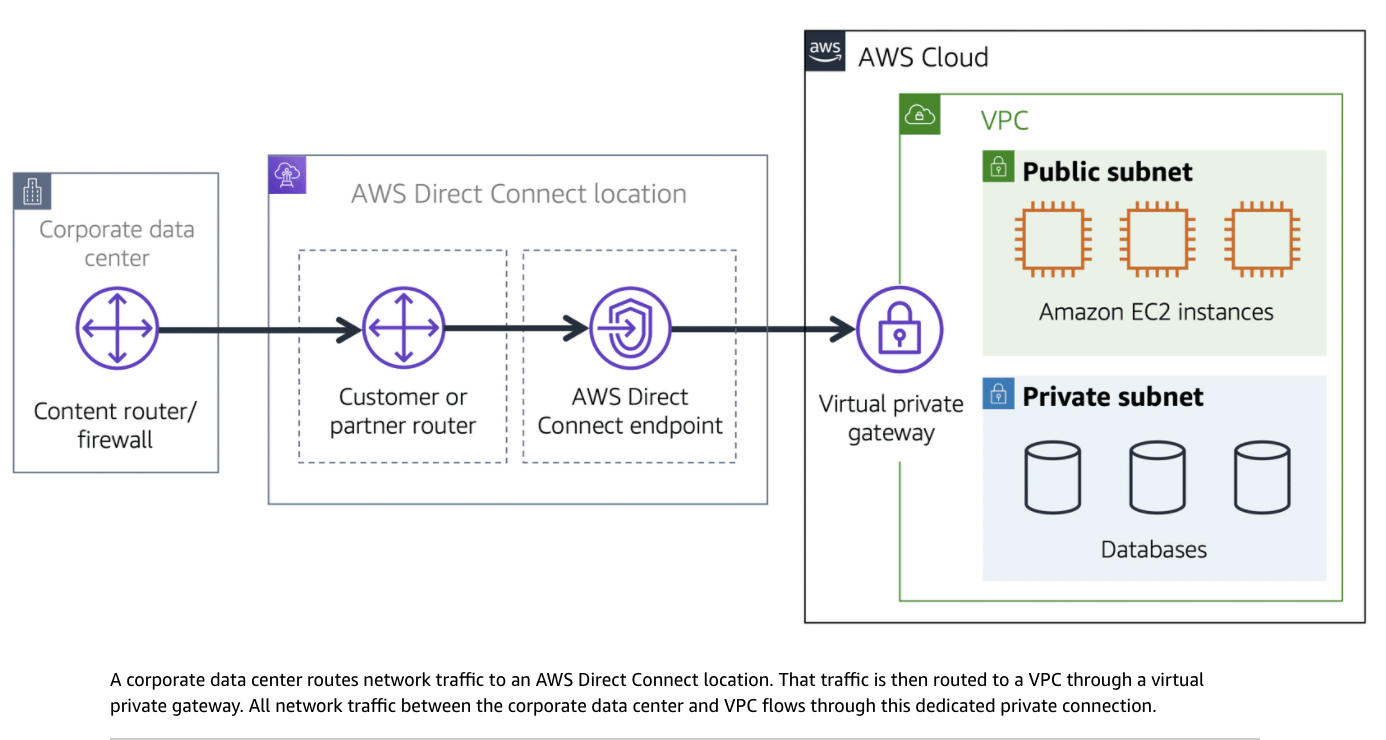 aws
AWS Cloud
VPC
Public subnet
Amazon EC2 instances
Private subnet
Databases
Virtual private
gateway
AWS Direct Connect location
Customer or
partner router
AWS Direct
Connect endpoint
Corporate data
center
Content router/
firewall
A corporate data center routes network traffic to an AWS Direct Connect location. That traffic is then routed to a VPC through a virtual
private gateway. All network traffic between the corporate data center and VPC flows through this dedicated private connection.